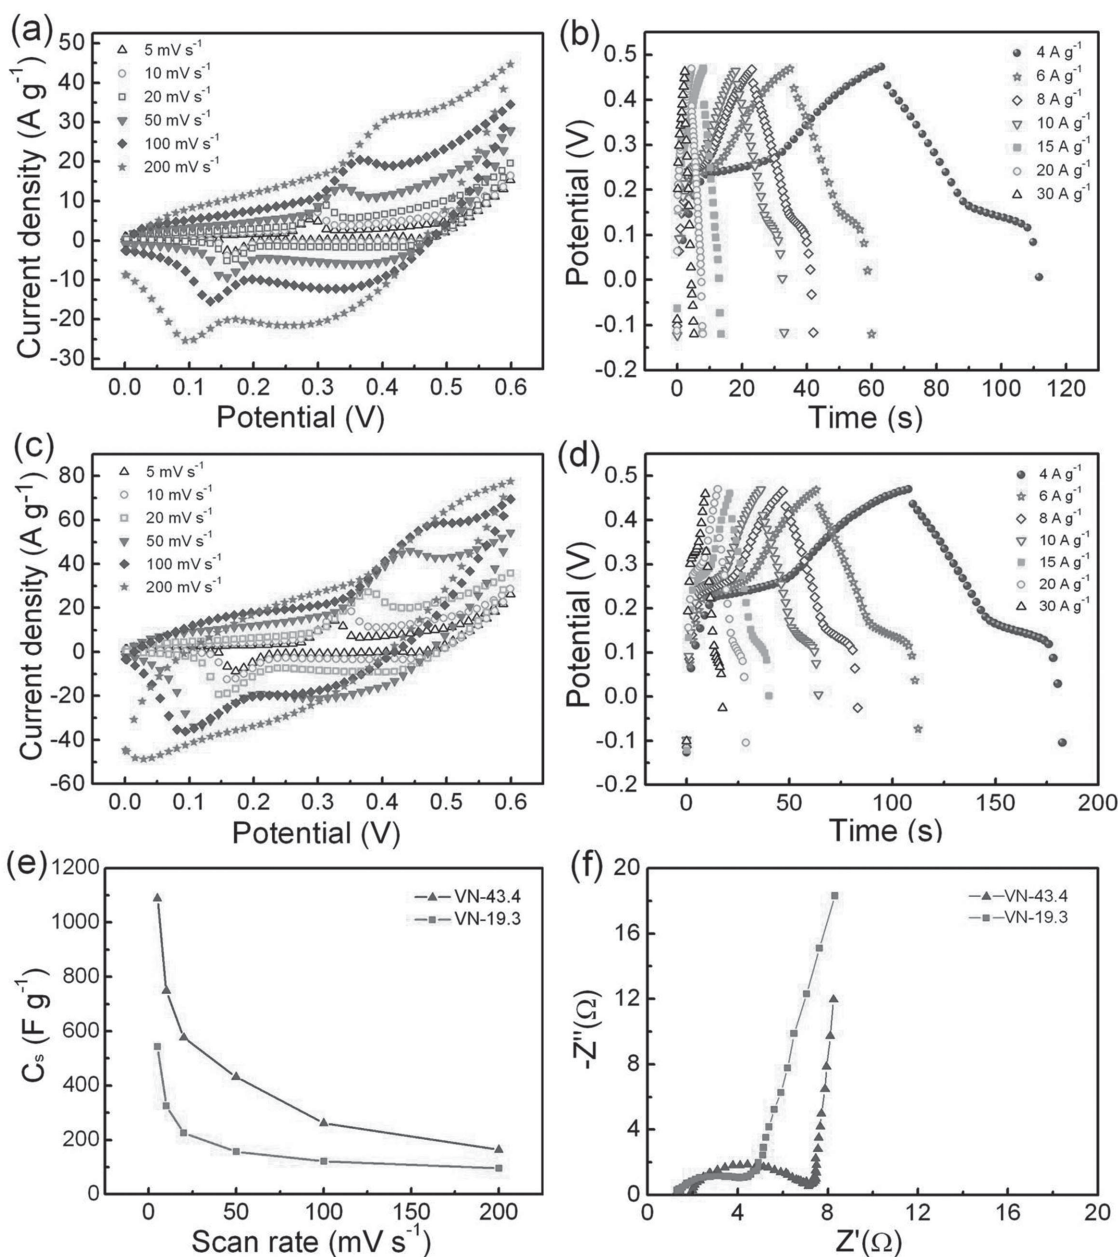 (a)
50
40
30
20
10
0
-10
-20
-30
Current density (A g⁻¹)
5 mV s⁻¹
10 mV s⁻¹
20 mV s⁻¹
50 mV s⁻¹
100 mV s⁻¹
200 mV s⁻¹
0.0 0.1 0.2 0.3 0.4 0.5 0.6
Potential (V)
(b)
0.5
0.4
0.3
0.2
0.1
0.0
-0.1
-0.2
Potential (V)
4 A g⁻¹
6 A g⁻¹
8 A g⁻¹
10 A g⁻¹
15 A g⁻¹
20 A g⁻¹
30 A g⁻¹
0 20 40 60 80 100 120
Time (s)
(c)
80
60
40
20
0
-20
-40
-60
Current density (A g⁻¹)
5 mV s⁻¹
10 mV s⁻¹
20 mV s⁻¹
50 mV s⁻¹
100 mV s⁻¹
200 mV s⁻¹
0.0 0.1 0.2 0.3 0.4 0.5 0.6
Potential (V)
(d)
0.5
0.4
0.3
0.2
0.1
0.0
-0.1
-0.2
Potential (V)
4 A g⁻¹
6 A g⁻¹
8 A g⁻¹
10 A g⁻¹
15 A g⁻¹
20 A g⁻¹
30 A g⁻¹
0 50 100 150 200
Time (s)
(e)
1200
1000
800
600
400
200
0
Cₛ (F g⁻¹)
VN-43.4
VN-19.3
0 50 100 150 200
Scan rate (mV s⁻¹)
(f)
20
16
12
8
4
0
-Z''(Ω)
VN-43.4
VN-19.3
0 4 8 12 16 20
Z'(Ω)